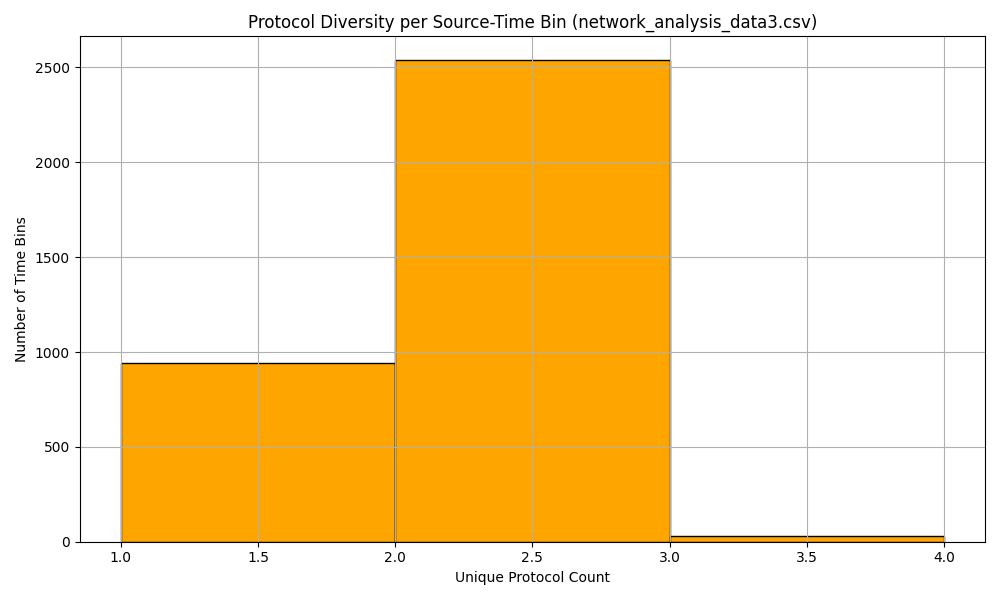 Protocol Diversity per Source-Time Bin (network_analysis_data3.csv)
Number of Time Bins
2500
2000
1500
1000
500
0
1.0 1.5 2.0 2.5 3.0 3.5 4.0
Unique Protocol Count